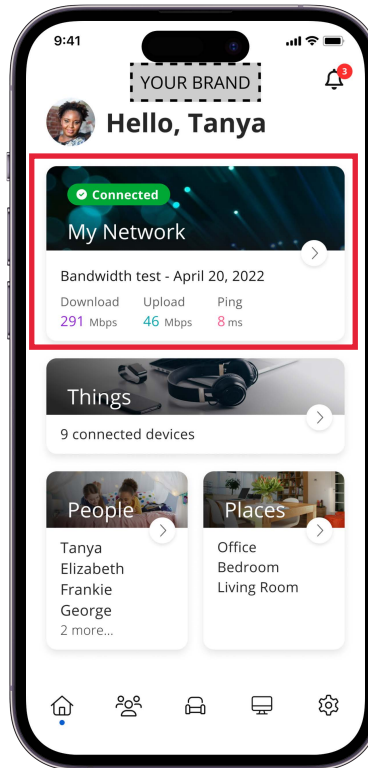 9:41
3
YOUR BRAND
Hello, Tanya
Connected
My Network
Bandwidth test - April 20, 2022
Download Upload Ping
291 Mbps 46 Mbps 8 ms
Things
9 connected devices
People Places
Tanya Office
Elizabeth Bedroom
Frankie Living Room
George
2 more...